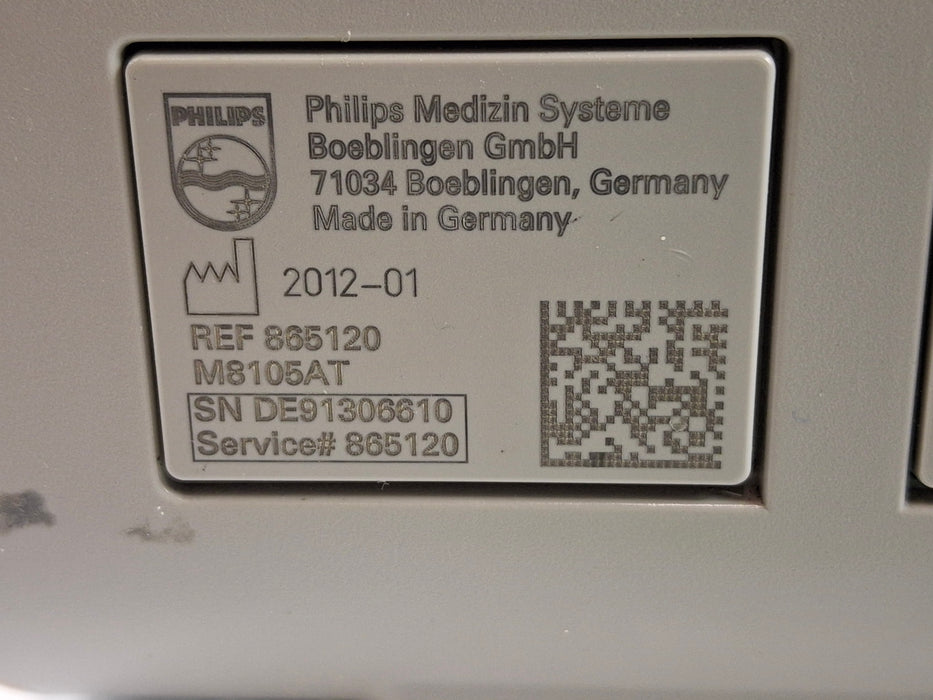 PHILIPS
Philips Medizin Systeme
Boeblingen GmbH
71034 Boeblingen, Germany
Made in Germany
2012-01
REF 865120
M8105AT
SN DE91306610
Service# 865120